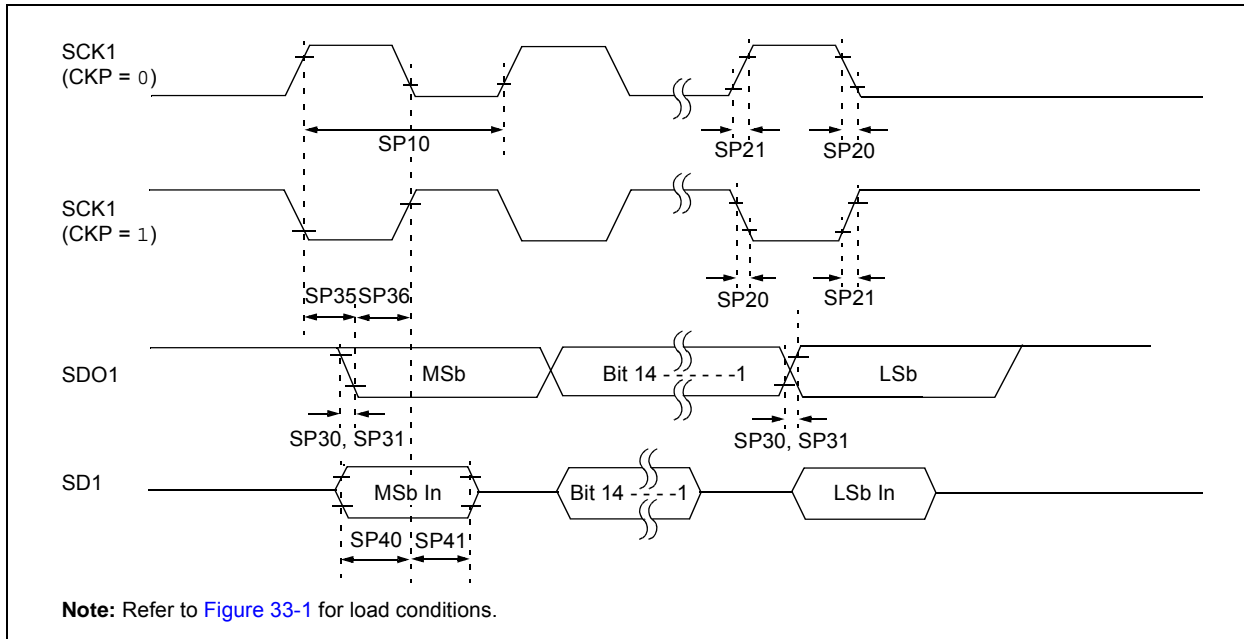 SCK1
(CKP = 0)
SP10
SP21
SP20
SCK1
(CKP = 1)
SP35
SP36
SP20
SP21
SDO1
MSb
Bit 14 - - - - - -1
LSb
SP30, SP31
SP30, SP31
SD1
MSb In
Bit 14 - - - -1
LSb In
SP40
SP41
Note: Refer to Figure 33-1 for load conditions.